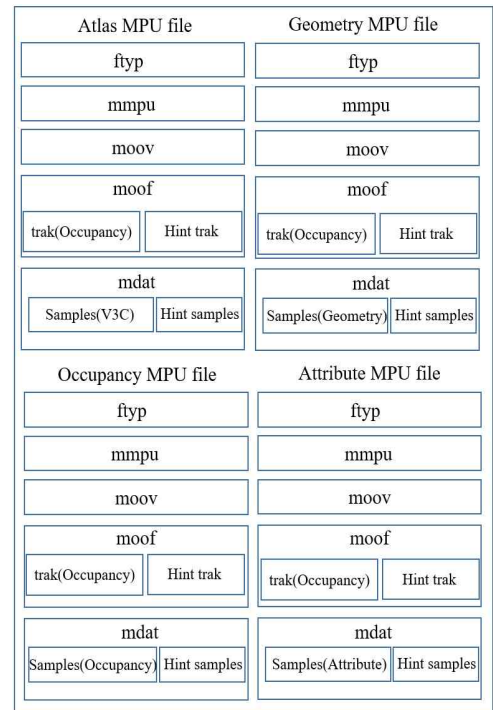 Atlas MPU file
ftyp
mmpu
moov
moof
trak(Occupancy) Hint trak
mdat
Samples(V3C) Hint samples
Geometry MPU file
ftyp
mmpu
moov
moof
trak(Occupancy) Hint trak
mdat
Samples(Geometry) Hint samples
Occupancy MPU file
ftyp
mmpu
moov
moof
trak(Occupancy) Hint trak
mdat
Samples(Occupancy) Hint samples
Attribute MPU file
ftyp
mmpu
moov
moof
trak(Occupancy) Hint trak
mdat
Samples(Attribute) Hint samples